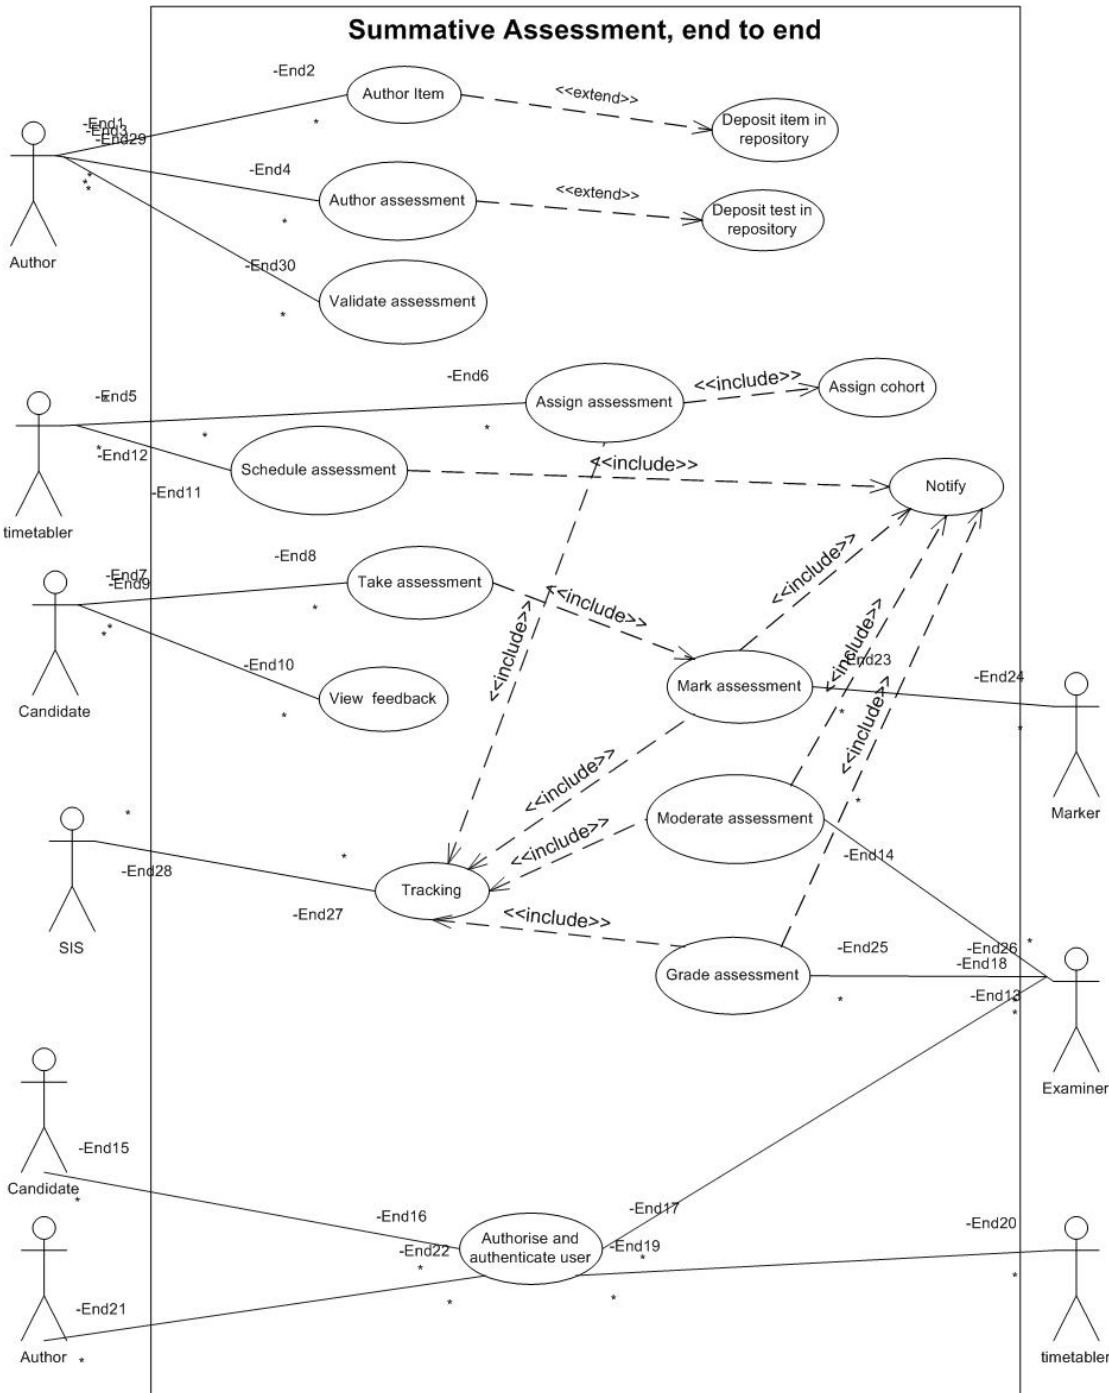 Summative Assessment, end to end
-End2
Author Item
<<extend>>
Deposit item in
repository
*
-End1
-End3
-End29
*
*
*
Author
-End4
Author assessment
<<extend>>
Deposit test in
repository
*
-End30
Validate assessment
*
-End6
Assign assessment
<<include>>
Assign cohort
-End5
*
*
*
timetabler
*
-End12
-End11
Schedule assessment
<<include>>
Notify
-End8
Take assessment
<<include>>
*
-End7
-End9
*
*
Candidate
-End10
View feedback
*
<<include>>
<<include>>
<<include>>
<<include>>
-End23
Mark assessment
-End24
*
*
Marker
<<include>>
Moderate assessment
*
-End14
<<include>>
*
-End28
SIS
*
Tracking
-End27
<<include>>
Grade assessment
-End25
*
-End26
-End18
-End13
*
*
*
Examiner
-End15
Candidate
*
-End16
-End22
*
Authorise and
authenticate user
-End17
-End19
*
-End20
*
timetabler
-End21
Author
*
*
*